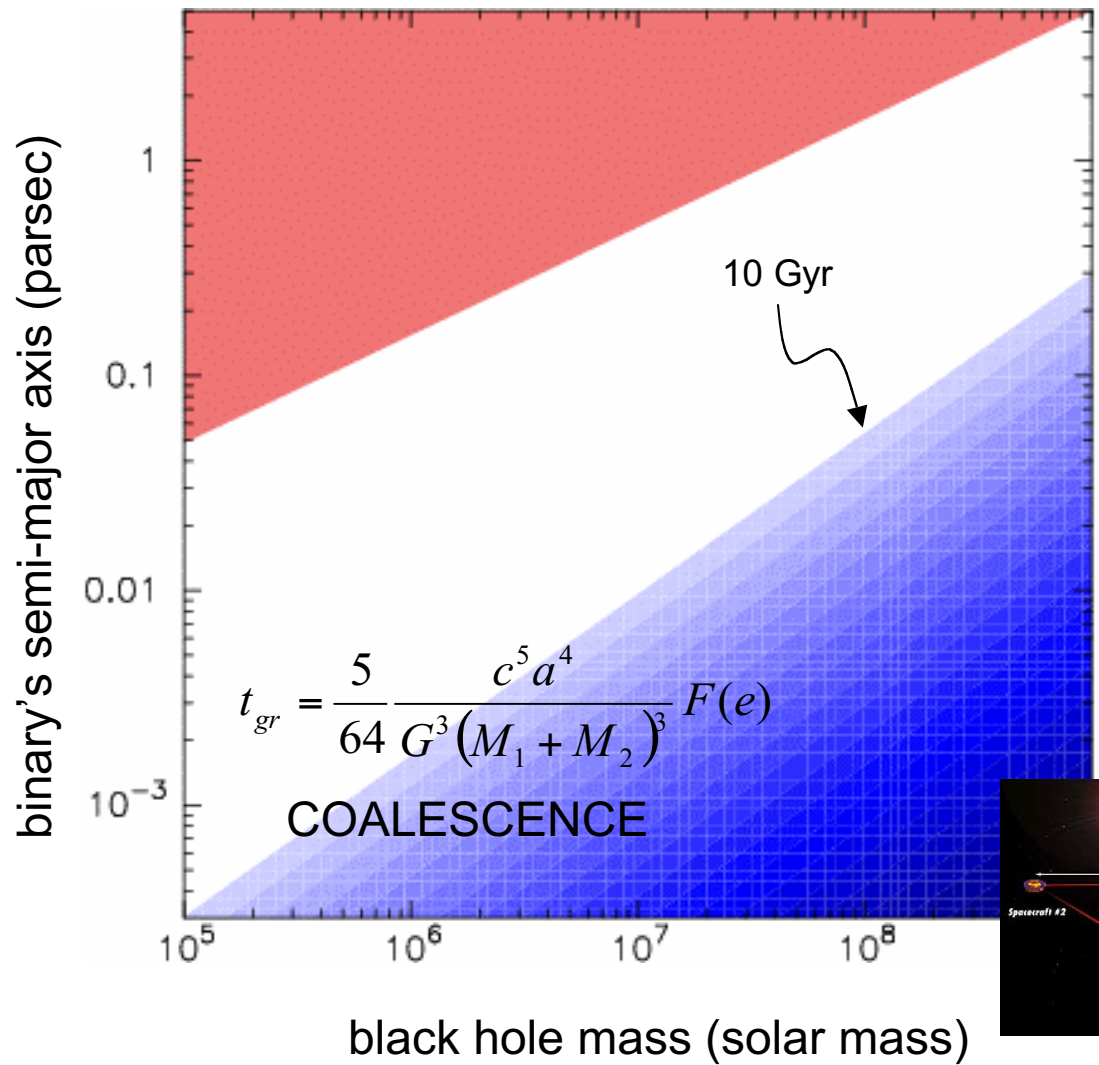 binary's semi-major axis (parsec)
1
0.1
0.01
10⁻³
10 Gyr
t_gr = 5/64 c⁵a⁴/G³(M₁ + M₂)³ F(e)
COALESCENCE
Spacecraft #2
10⁵ 10⁶ 10⁷ 10⁸
black hole mass (solar mass)